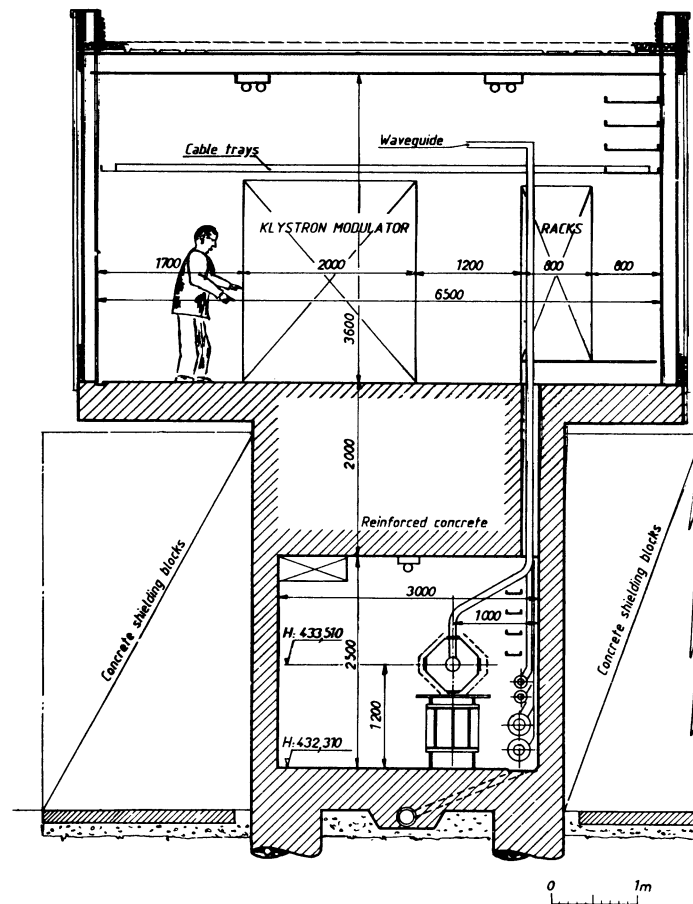 Waveguide
Cable trays
KLYSTRON MODULATOR
RACKS
1700
2000
1200
800
800
6500
3600
2000
Reinforced concrete
Concrete shielding blocks
Concrete shielding blocks
3000
1000
H: 433,510
2500
1200
H: 432,310
0 1m